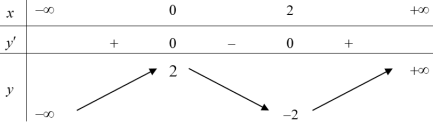 x −∞ 0 2 +∞
y′ + 0 − 0 +
2 +∞
y
−∞ −2